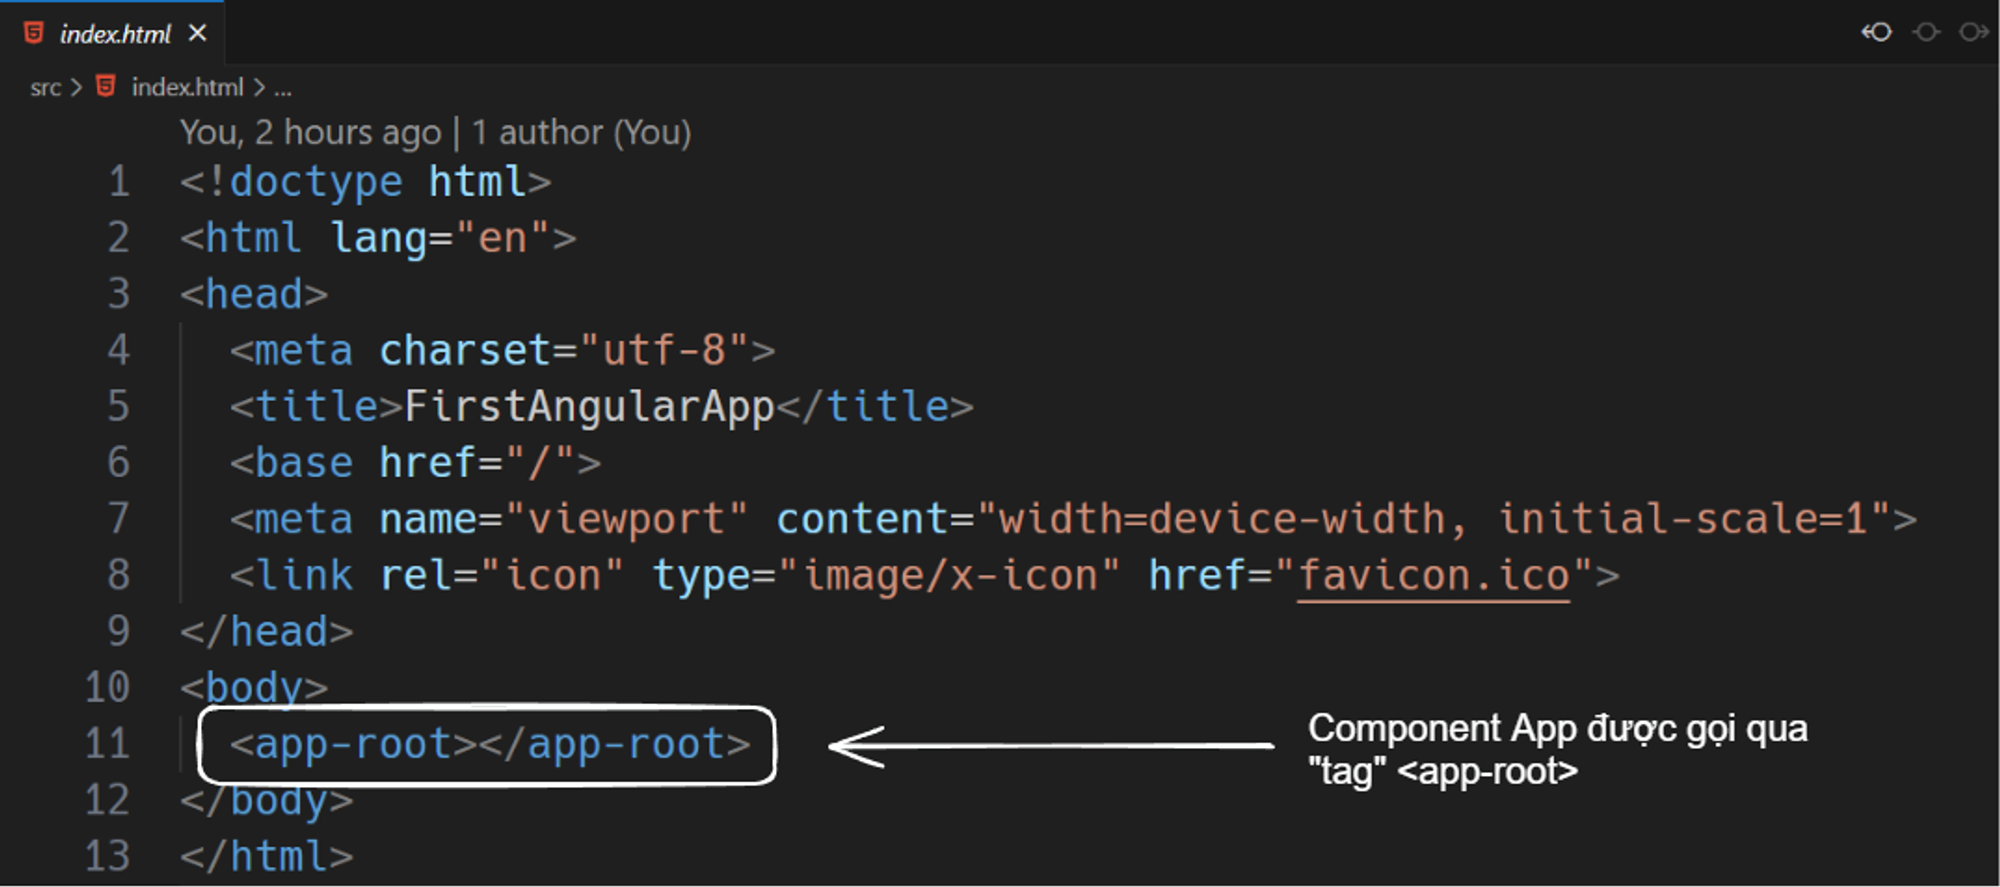 index.html
src > index.html > ...
You, 2 hours ago | 1 author (You)
1 <!doctype html>
2 <html lang="en">
3 <head>
4 <meta charset="utf-8">
5 <title>FirstAngularApp</title>
6 <base href="/">
7 <meta name="viewport" content="width=device-width, initial-scale=1">
8 <link rel="icon" type="image/x-icon" href="favicon.ico">
9 </head>
10 <body>
11 <app-root></app-root>
Component App được gọi qua
"tag" <app-root>
12 </body>
13 </html>